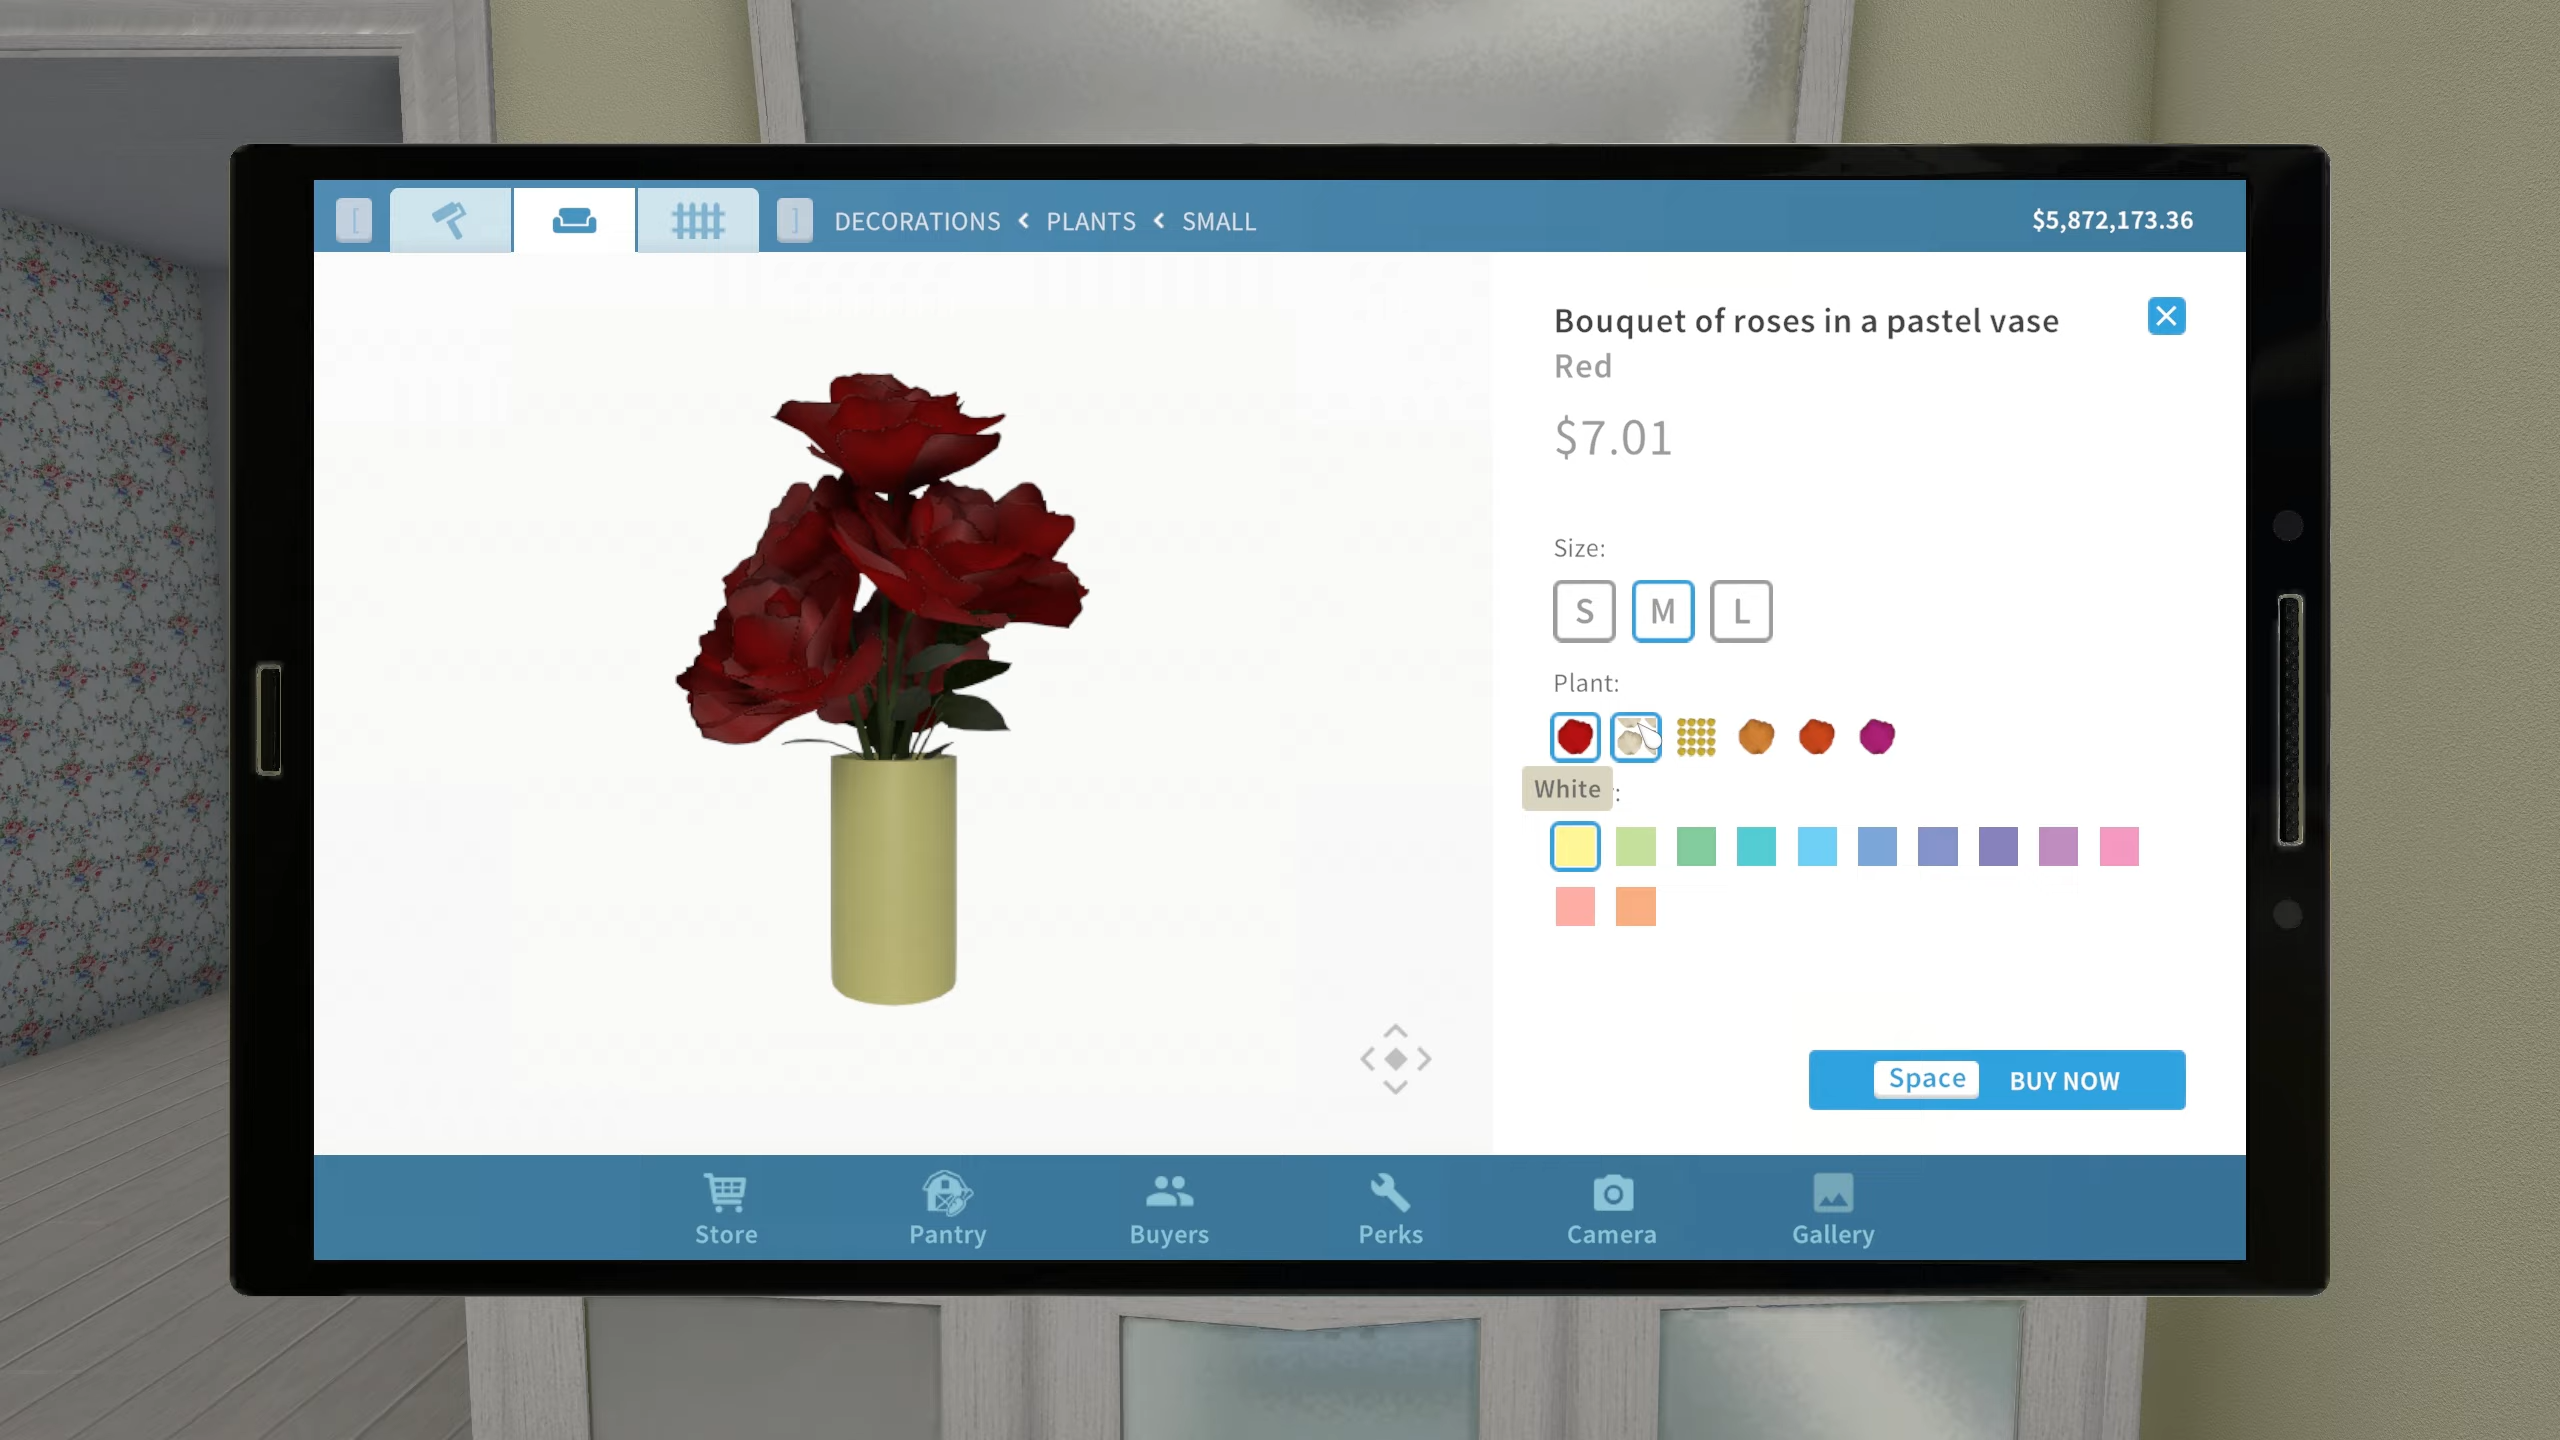 [
]
DECORATIONS < PLANTS < SMALL
$5,872,173.36
Bouquet of roses in a pastel vase
Red
$7.01
Size:
S M L
Plant:
White
:
Space BUY NOW
Store Pantry Buyers Perks Camera Gallery